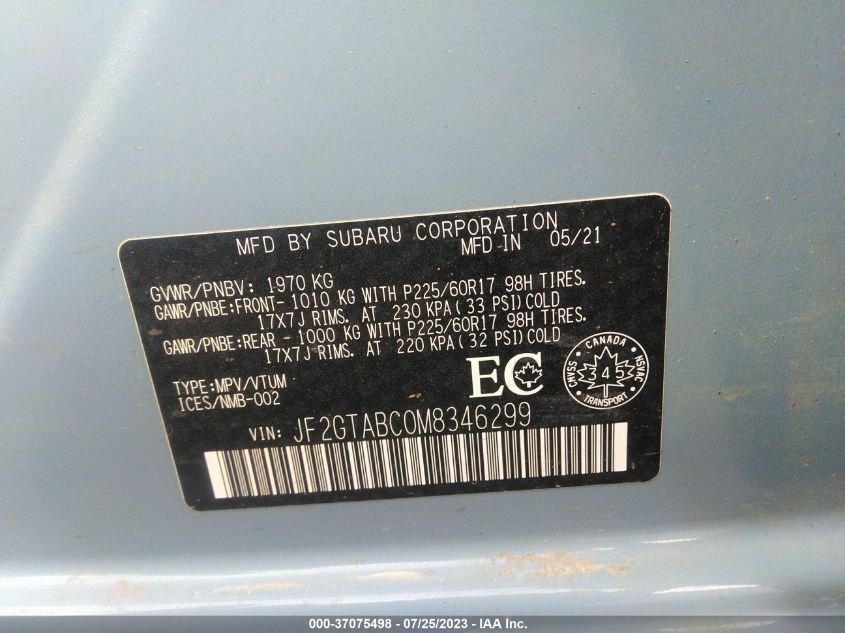 MFD BY SUBARU CORPORATION
MFD IN 05/21
GVWR/PNBV: 1970 KG
GAWR/PNBE:FRONT- 1010 KG WITH P225/60R17 98H TIRES.
17X7J RIMS. AT 230 KPA( 33 PSI)COLD
GAWR/PNBE:REAR - 1000 KG WITH P225/60R17 98H TIRES.
17X7J RIMS. AT 220 KPA( 32 PSI)COLD
TYPE:MPV/VTUM
ICES/NMB-002
EC
CANADA
CMVSS
NSVAC
345
TRANSPORT
VIN: JF2GTABC0M8346299
000-37075498 - 07/25/2023 - IAA Inc.